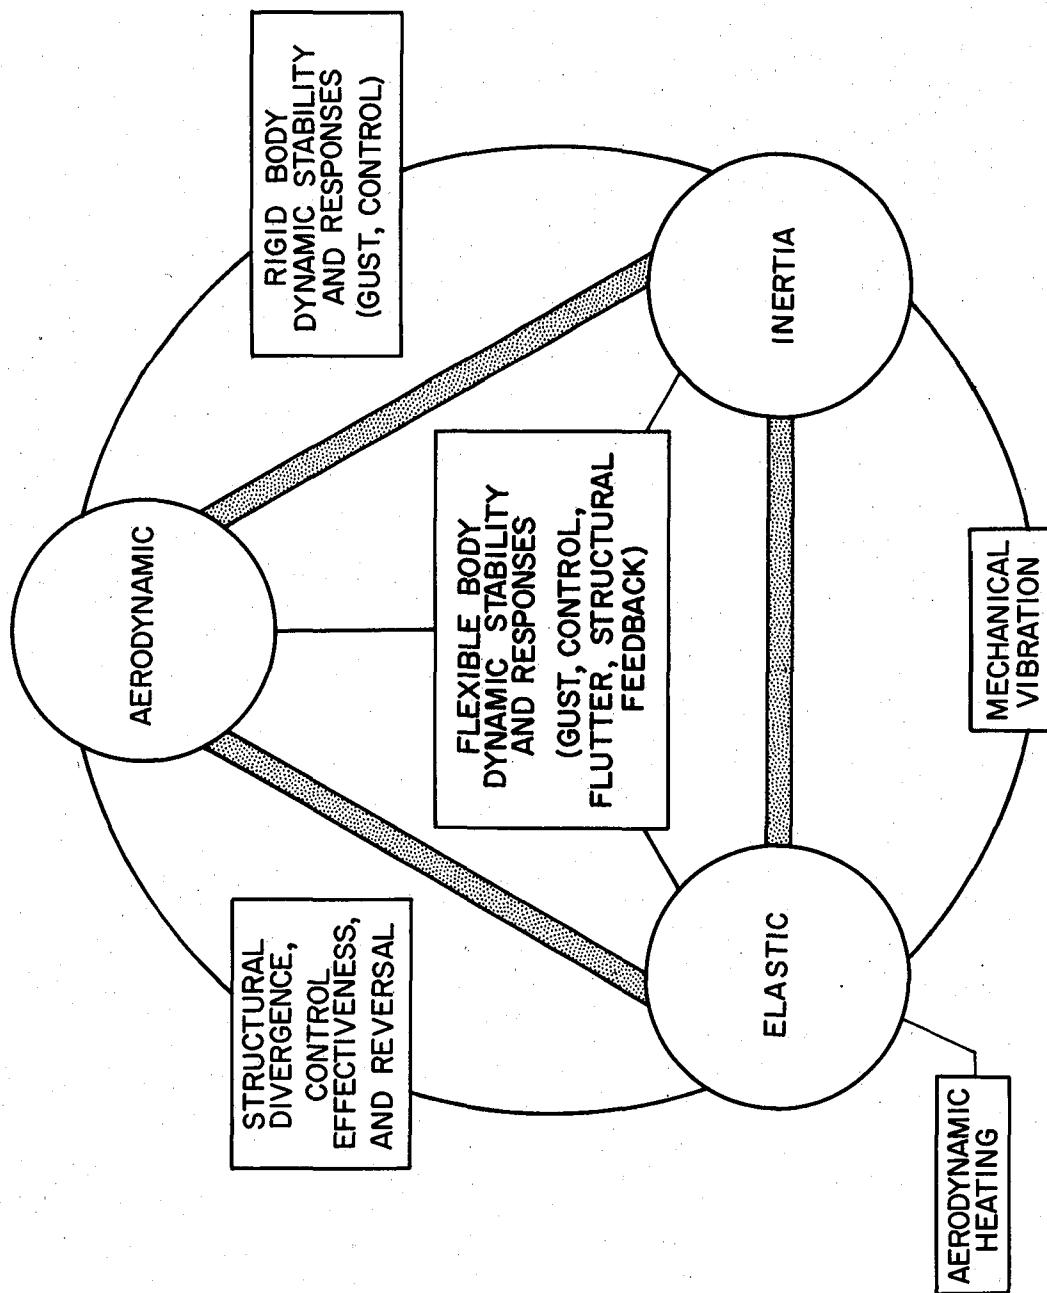 STRUCTURAL
DIVERGENCE,
CONTROL
EFFECTIVENESS,
AND REVERSAL
AERODYNAMIC
RIGID BODY
DYNAMIC STABILITY
AND RESPONSES
(GUST, CONTROL)
FLEXIBLE BODY
DYNAMIC STABILITY
AND RESPONSES
(GUST, CONTROL,
FLUTTER, STRUCTURAL
FEEDBACK)
ELASTIC
INERTIA
AERODYNAMIC
HEATING
MECHANICAL
VIBRATION